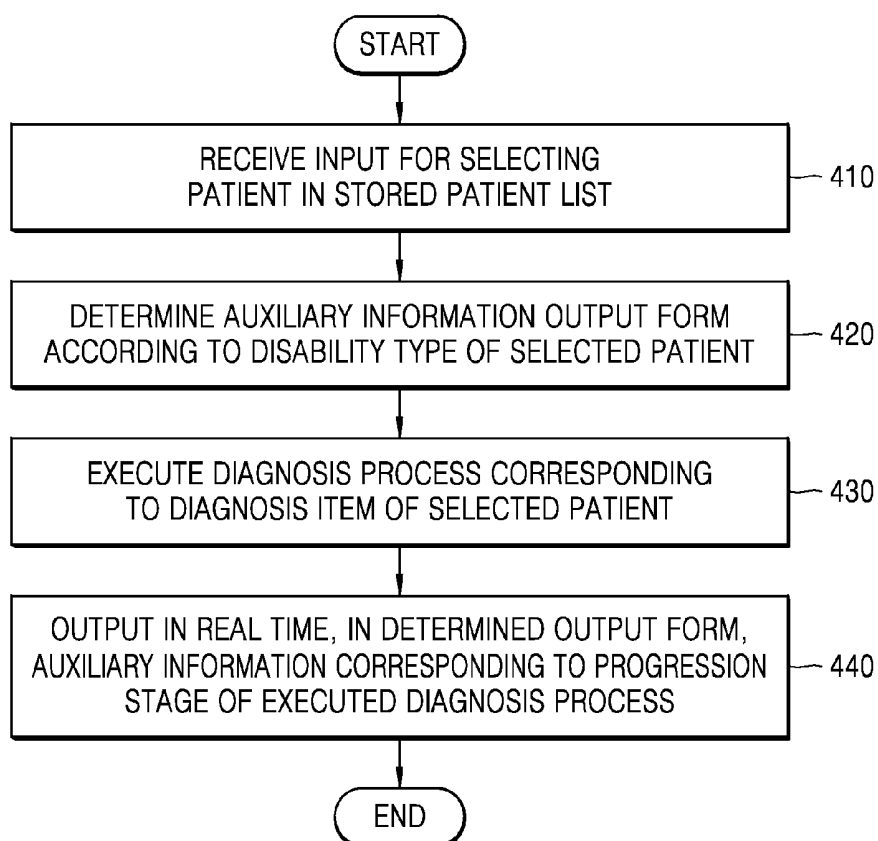 START
RECEIVE INPUT FOR SELECTING
PATIENT IN STORED PATIENT LIST
410
DETERMINE AUXILIARY INFORMATION OUTPUT FORM
ACCORDING TO DISABILITY TYPE OF SELECTED PATIENT
420
EXECUTE DIAGNOSIS PROCESS CORRESPONDING
TO DIAGNOSIS ITEM OF SELECTED PATIENT
430
OUTPUT IN REAL TIME, IN DETERMINED OUTPUT FORM,
AUXILIARY INFORMATION CORRESPONDING TO PROGRESSION
STAGE OF EXECUTED DIAGNOSIS PROCESS
440
END